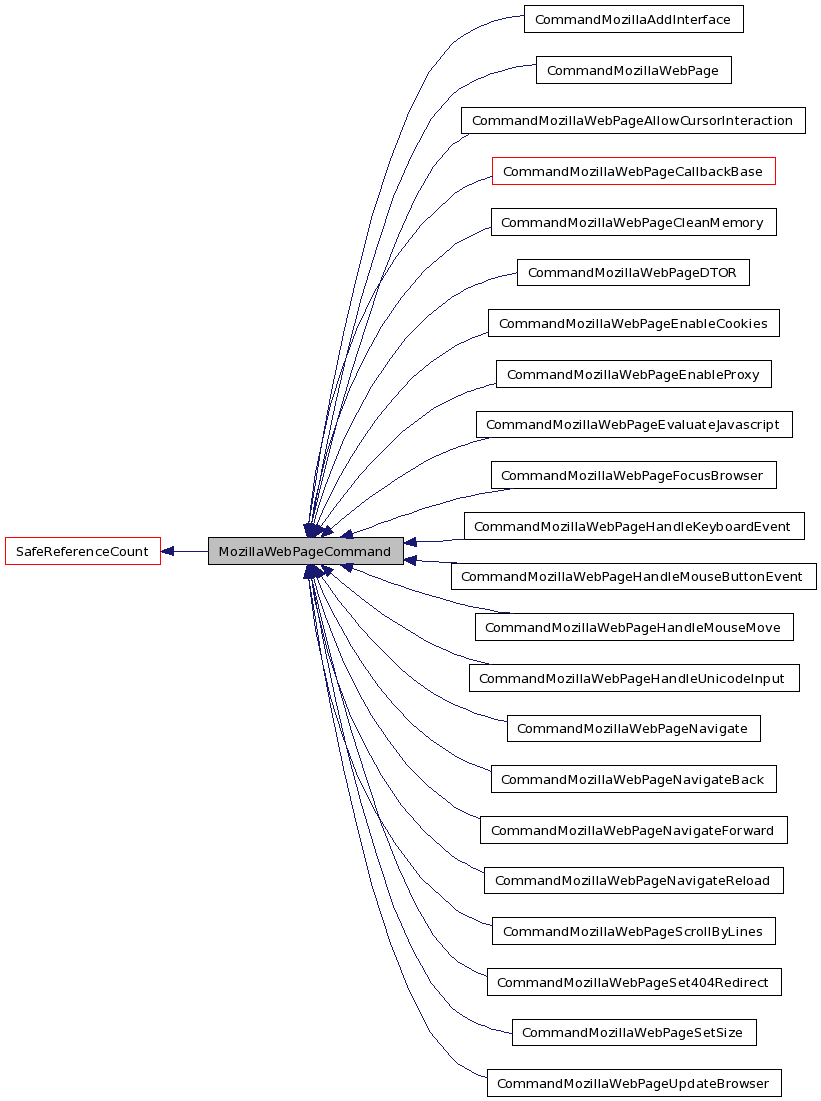 CommandMozillaAddInterface
CommandMozillaWebPage
CommandMozillaWebPageAllowCursorInteraction
CommandMozillaWebPageCallbackBase
CommandMozillaWebPageCleanMemory
CommandMozillaWebPageDTOR
CommandMozillaWebPageEnableCookies
CommandMozillaWebPageEnableProxy
CommandMozillaWebPageEvaluateJavascript
CommandMozillaWebPageFocusBrowser
CommandMozillaWebPageHandleKeyboardEvent
SafeReferenceCount
MozillaWebPageCommand
CommandMozillaWebPageHandleMouseButtonEvent
CommandMozillaWebPageHandleMouseMove
CommandMozillaWebPageHandleUnicodeInput
CommandMozillaWebPageNavigate
CommandMozillaWebPageNavigateBack
CommandMozillaWebPageNavigateForward
CommandMozillaWebPageNavigateReload
CommandMozillaWebPageScrollByLines
CommandMozillaWebPageSet404Redirect
CommandMozillaWebPageSetSize
CommandMozillaWebPageUpdateBrowser